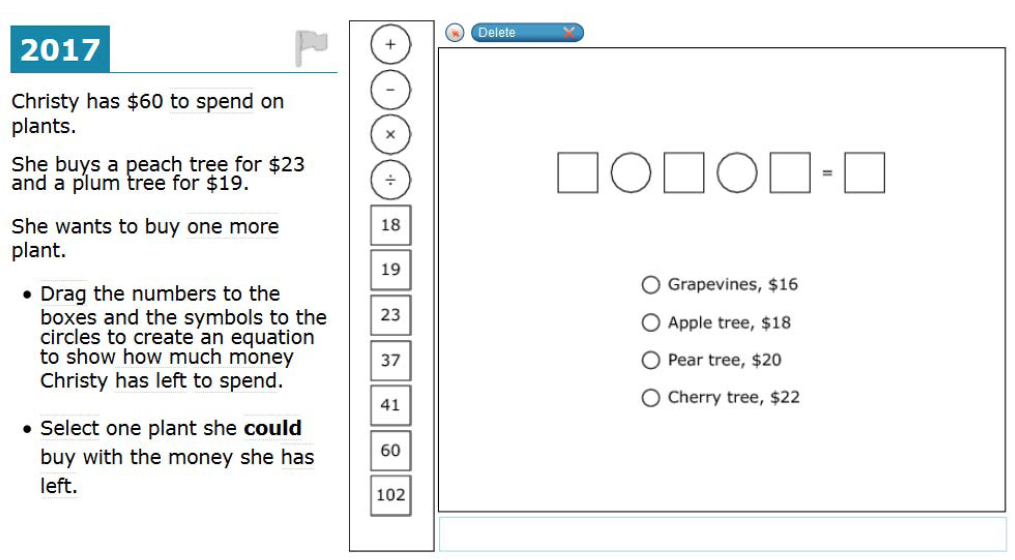 2017
Christy has $60 to spend on
plants.
She buys a peach tree for $23
and a plum tree for $19.
She wants to buy one more
plant.
• Drag the numbers to the
boxes and the symbols to the
circles to create an equation
to show how much money
Christy has left to spend.
• Select one plant she could
buy with the money she has
left.
+
−
×
÷
18
19
23
37
41
60
102
Delete
=
Grapevines, $16
Apple tree, $18
Pear tree, $20
Cherry tree, $22